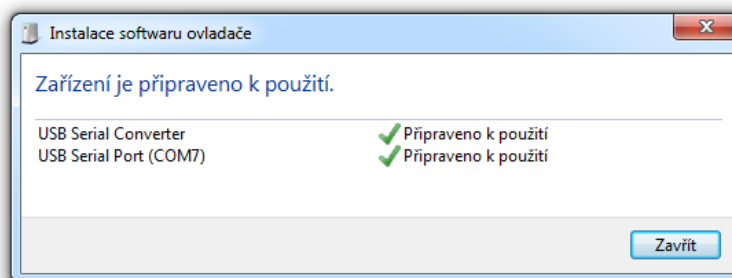 Instalace softwaru ovladače
Zařízení je připraveno k použití.
USB Serial Converter Připraveno k použití
USB Serial Port (COM7) Připraveno k použití
Zavřít